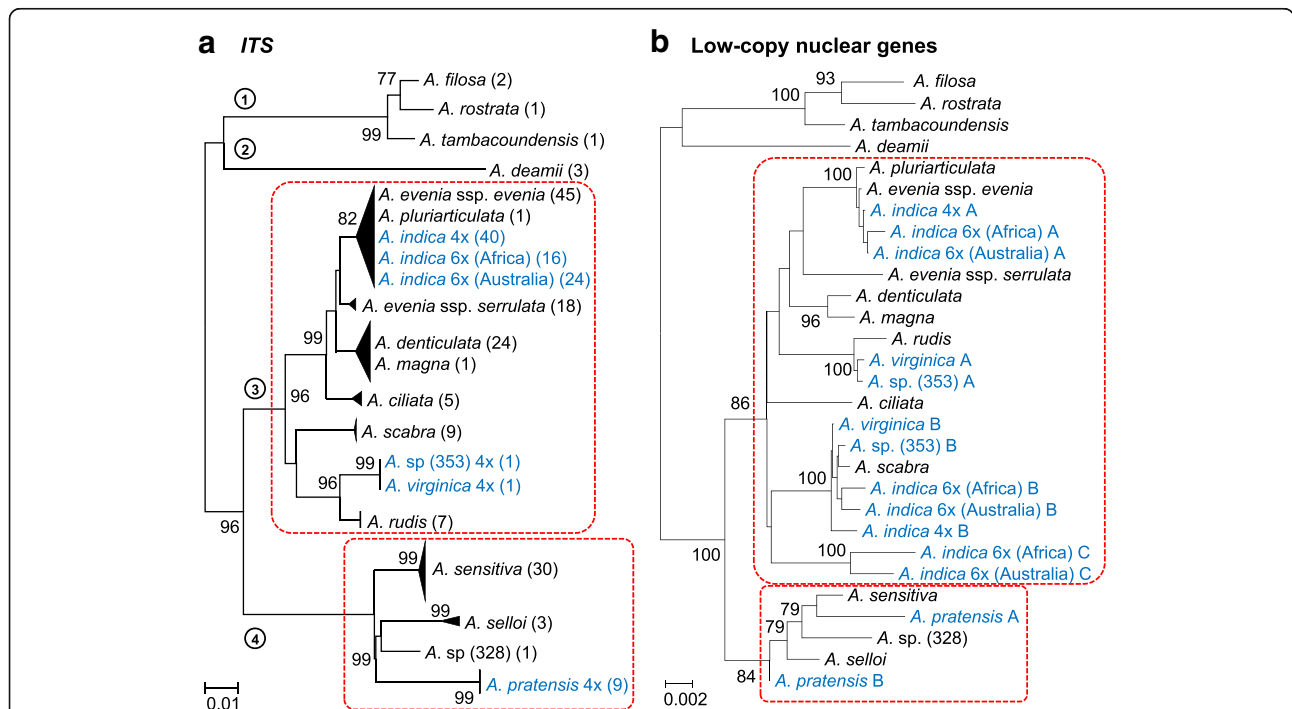 a ITS
77
A. filosa (2)
1
A. rostrata (1)
99
A. tambacoundensis (1)
2
A. deamii (3)
A. evenia ssp. evenia (45)
82
A. pluriarticulata (1)
A. indica 4x (40)
A. indica 6x (Africa) (16)
A. indica 6x (Australia) (24)
A. evenia ssp. serrulata (18)
99
A. denticulata (24)
A. magna (1)
3
96
A. ciliata (5)
A. scabra (9)
99
A. sp (353) 4x (1)
96
A. virginica 4x (1)
A. rudis (7)
96
99
A. sensitiva (30)
99
A. selloi (3)
4
A. sp (328) (1)
99
A. pratensis 4x (9)
99
0.01
b Low-copy nuclear genes
93
A. filosa
100
A. rostrata
A. tambacoundensis
A. deamii
A. pluriarticulata
100
A. evenia ssp. evenia
A. indica 4x A
A. indica 6x (Africa) A
A. indica 6x (Australia) A
A. evenia ssp. serrulata
A. denticulata
96
A. magna
A. rudis
A. virginica A
100
A. sp. (353) A
86
A. ciliata
A. virginica B
A. sp. (353) B
100
A. scabra
A. indica 6x (Africa) B
A. indica 6x (Australia) B
A. indica 4x B
100
100
A. indica 6x (Africa) C
A. indica 6x (Australia) C
A. sensitiva
79
A. pratensis A
79
A. sp. (328)
A. selloi
84
A. pratensis B
0.002